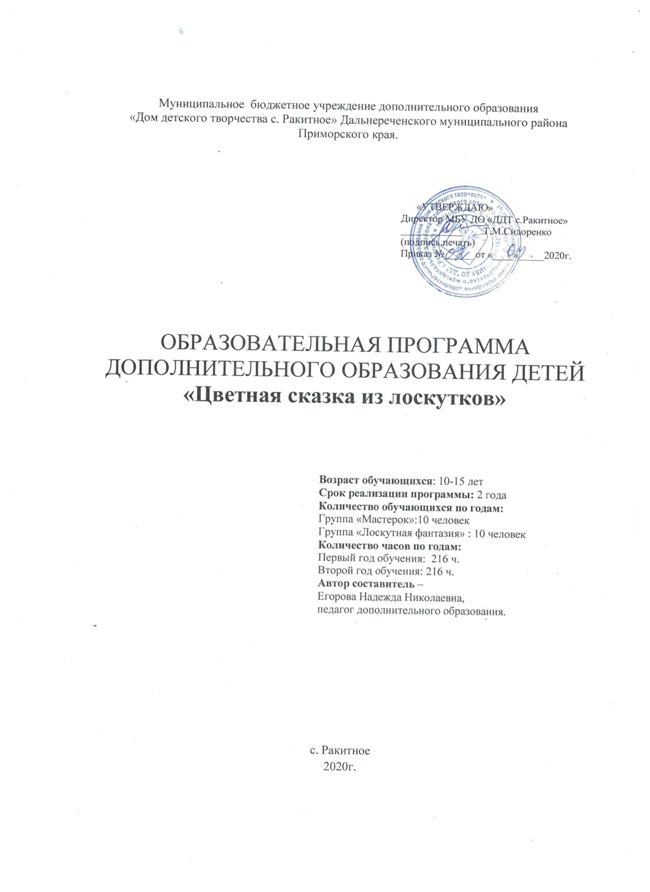 Муниципальное бюджетное учреждение дополнительного образования
«Дом детского творчества с. Ракитное» Дальнереченского муниципального района
Приморского края.
«УТВЕРЖДАЮ»
Директор МБУ ДО «ДДТ с.Ракитное»
Т.М.Сидоренко
(подпись,печать)
Приказ № от « » 2020г.
ОБРАЗОВАТЕЛЬНАЯ ПРОГРАММА
ДОПОЛНИТЕЛЬНОГО ОБРАЗОВАНИЯ ДЕТЕЙ
«Цветная сказка из лоскутков»
Возраст обучающихся: 10-15 лет
Срок реализации программы: 2 года
Количество обучающихся по годам:
Группа «Мастерок»:10 человек
Группа «Лоскутная фантазия» : 10 человек
Количество часов по годам:
Первый год обучения: 216 ч.
Второй год обучения: 216 ч.
Автор составитель –
Егорова Надежда Николаевна,
педагог дополнительного образования.
с. Ракитное
2020г.